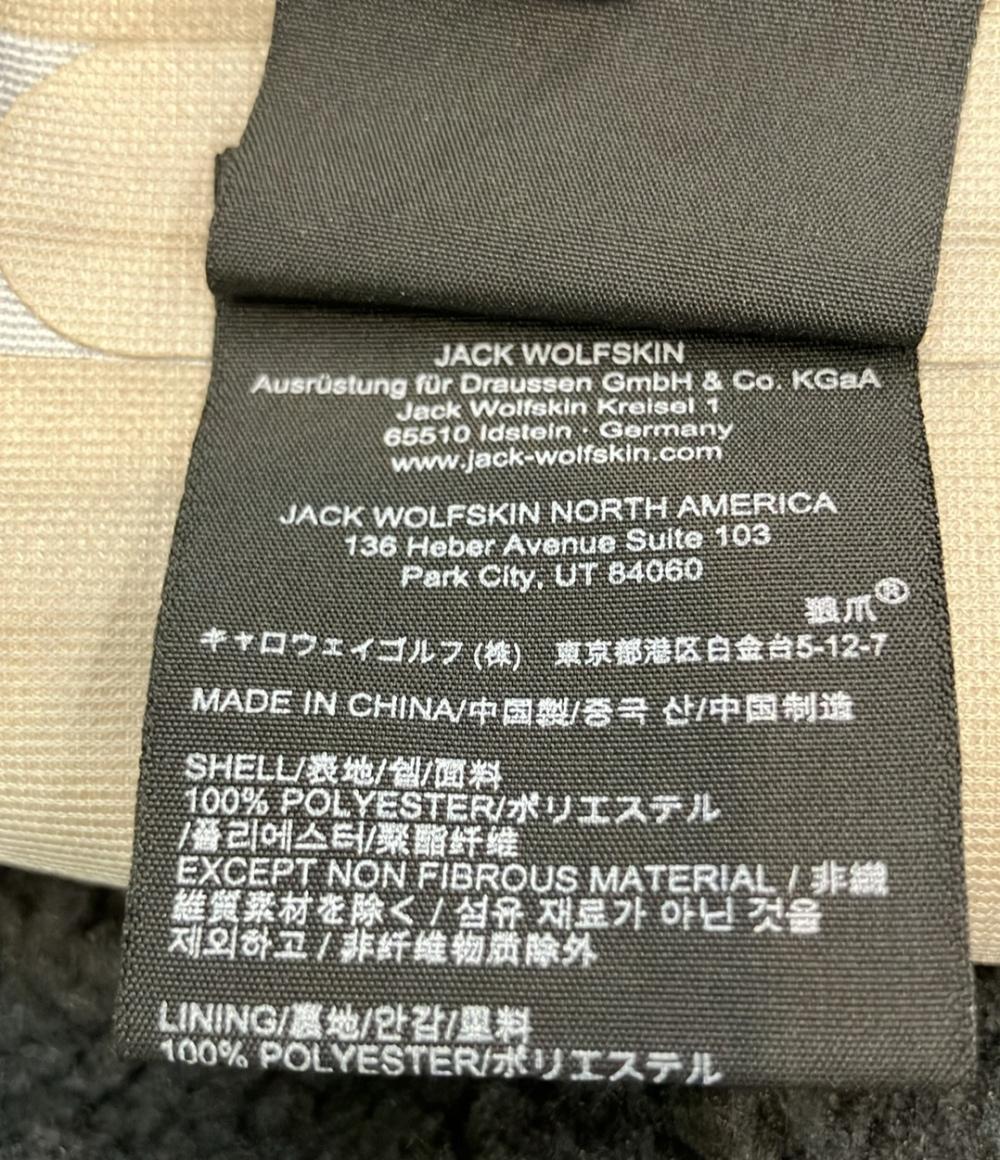 JACK WOLFSKIN
Ausrüstung für Draussen GmbH & Co. KGaA
Jack Wolfskin Kreisel 1
65510 Idstein · Germany
www.jack-wolfskin.com
JACK WOLFSKIN NORTH AMERICA
136 Heber Avenue Suite 103
Park City, UT 84060
狼爪®
キャロウェイゴルフ(株) 東京都港区白金台5-12-7
MADE IN CHINA/中国製/중국 산/中国制造
SHELL/表地/쉘/面料
100% POLYESTER/ポリエステル
/폴리에스터/聚酯纤维
EXCEPT NON FIBROUS MATERIAL / 非繊
維質素材を除く / 섬유 재료가 아닌 것을
제외하고 / 非纤维物质除外
LINING/裏地/안감/里料
100% POLYESTER/ポリエステル